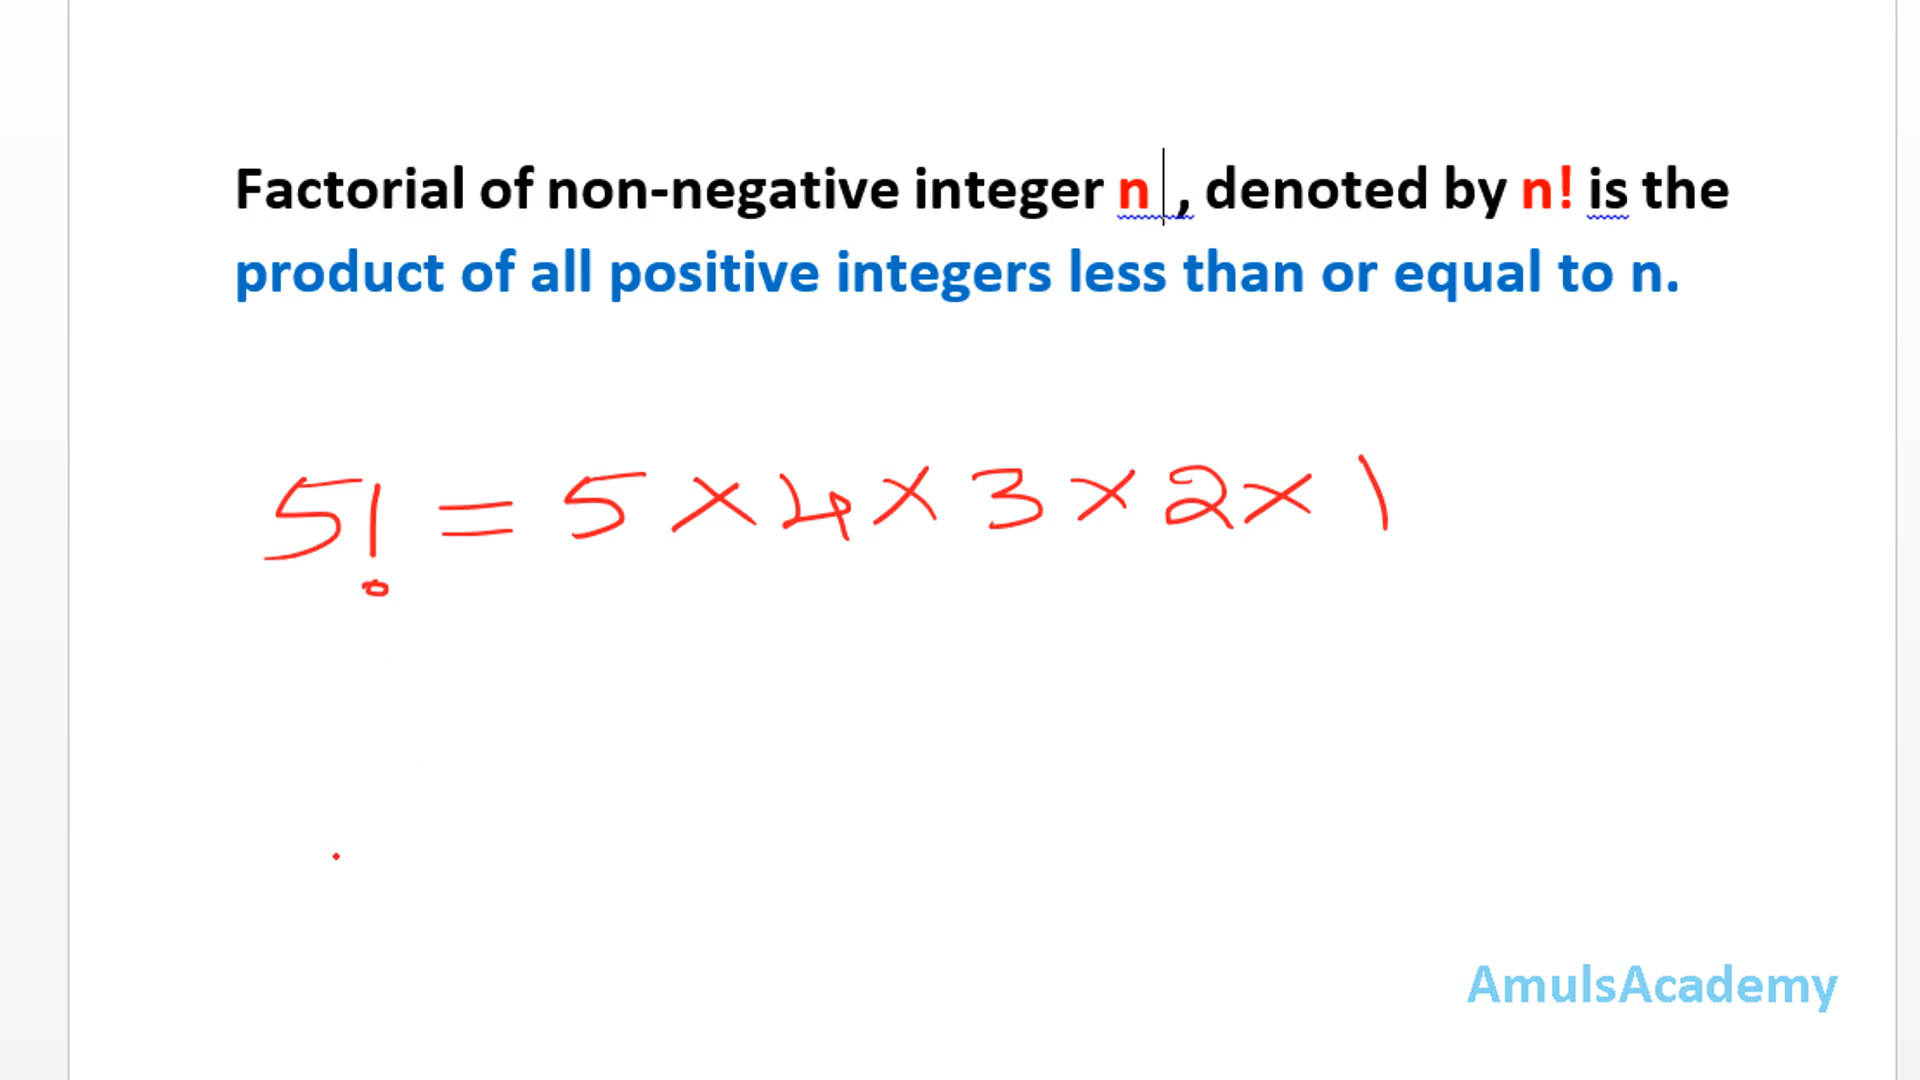 Factorial of non-negative integer n , denoted by n! is the
product of all positive integers less than or equal to n.
5! = 5 × 4 × 3 × 2 × 1
AmulsAcademy